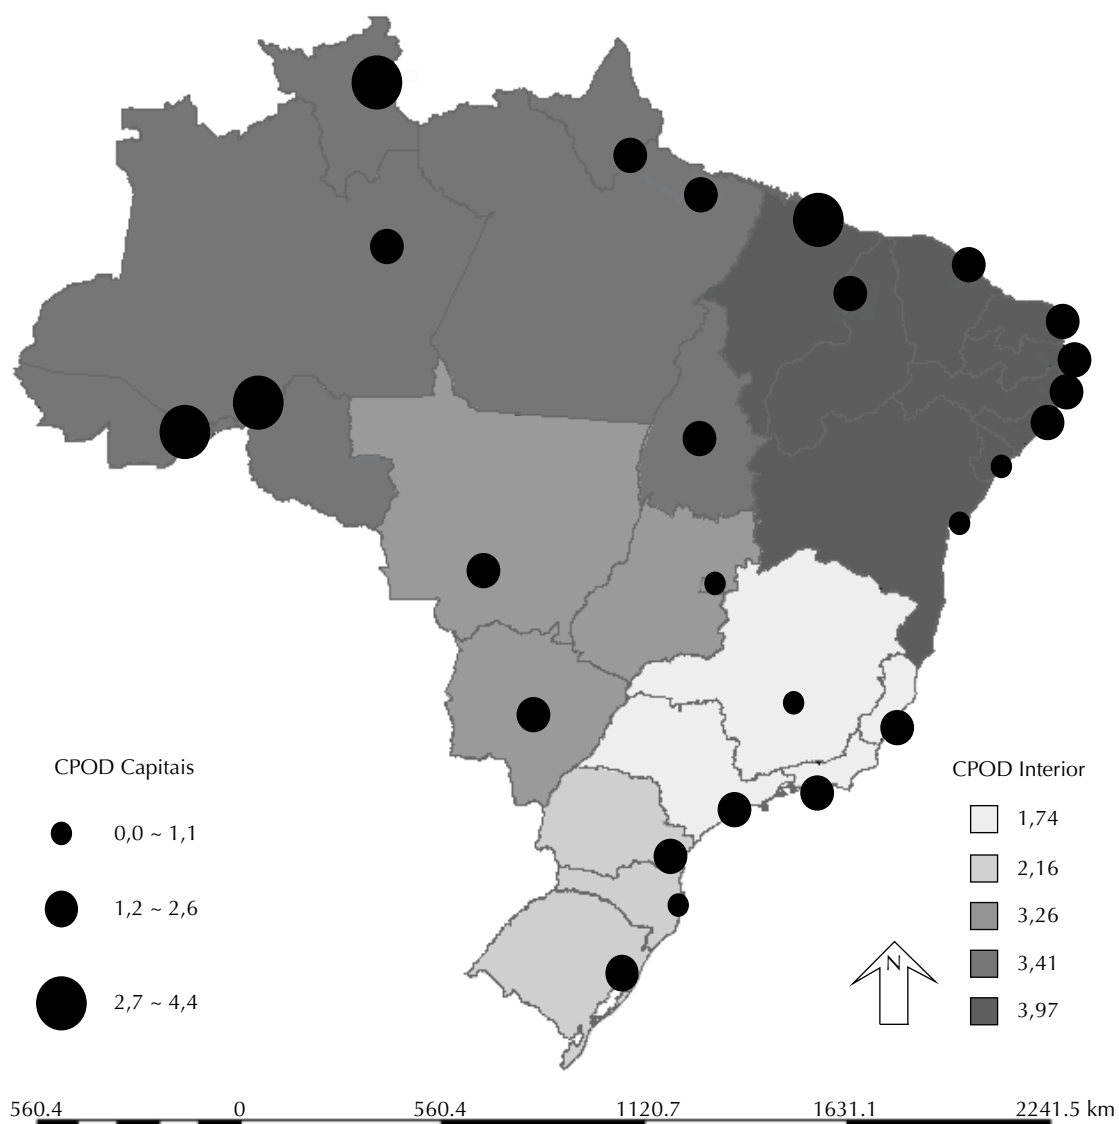 CPOD Capitais
0,0 ~ 1,1
1,2 ~ 2,6
2,7 ~ 4,4
CPOD Interior
1,74
2,16
3,26
3,41
3,97
N
560.4 0 560.4 1120.7 1631.1 2241.5 km